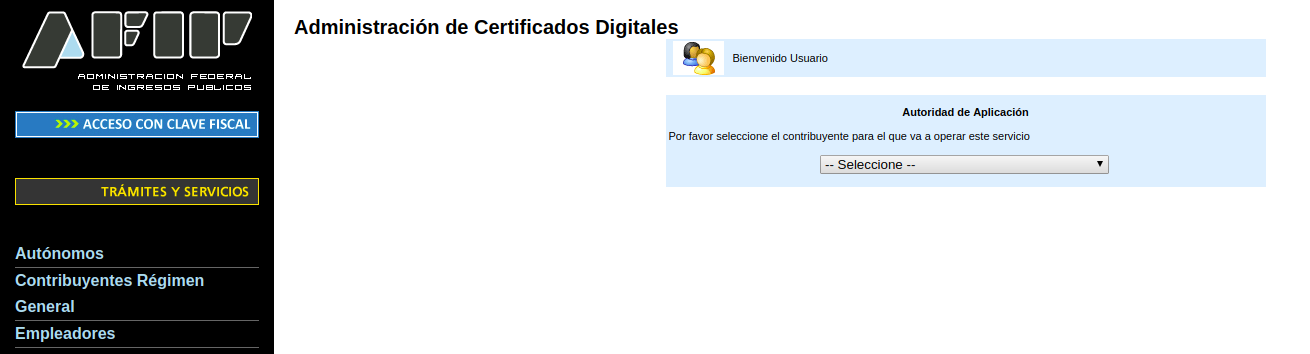 AFIP
ADMINISTRACION FEDERAL
DE INGRESOS PUBLICOS
>>> ACCESO CON CLAVE FISCAL
TRÁMITES Y SERVICIOS
Autónomos
Contribuyentes Régimen
General
Empleadores
Administración de Certificados Digitales
Bienvenido Usuario
Autoridad de Aplicación
Por favor seleccione el contribuyente para el que va a operar este servicio
-- Seleccione --